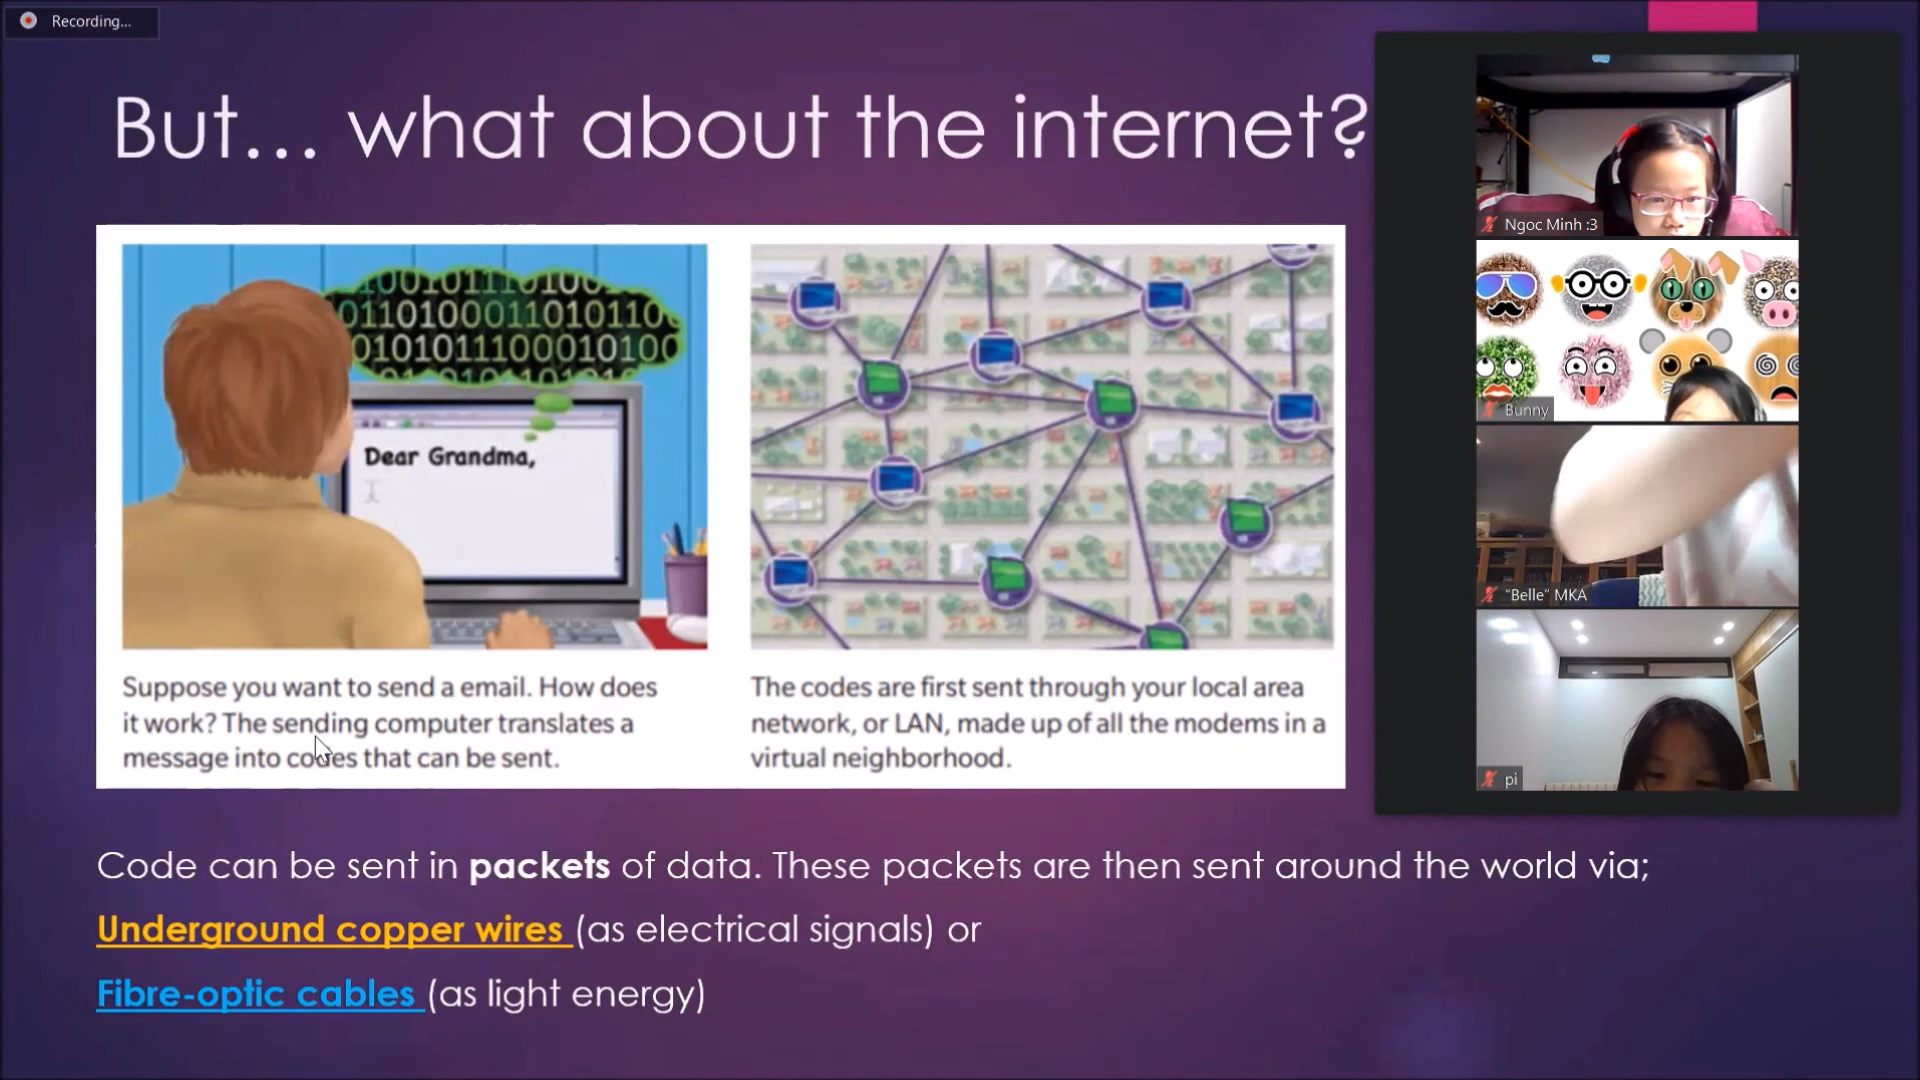 Recording...
But... what about the internet?
10010111101001
0110100011010110
0101011100010100
Dear Grandma,
Suppose you want to send a email. How does
it work? The sending computer translates a
message into codes that can be sent.
The codes are first sent through your local area
network, or LAN, made up of all the modems in a
virtual neighborhood.
Code can be sent in packets of data. These packets are then sent around the world via;
Underground copper wires (as electrical signals) or
Fibre-optic cables (as light energy)
Ngoc Minh :3
Bunny
“Belle” MKA
pi